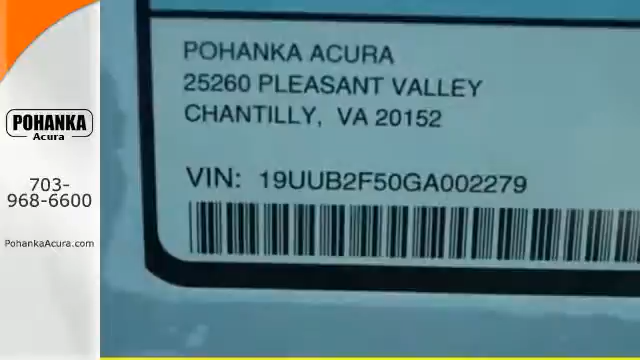 POHANKA
Acura
703-
968-6600
PohankaAcura.com
POHANKA ACURA
25260 PLEASANT VALLEY
CHANTILLY, VA 20152
VIN: 19UUB2F50GA002279